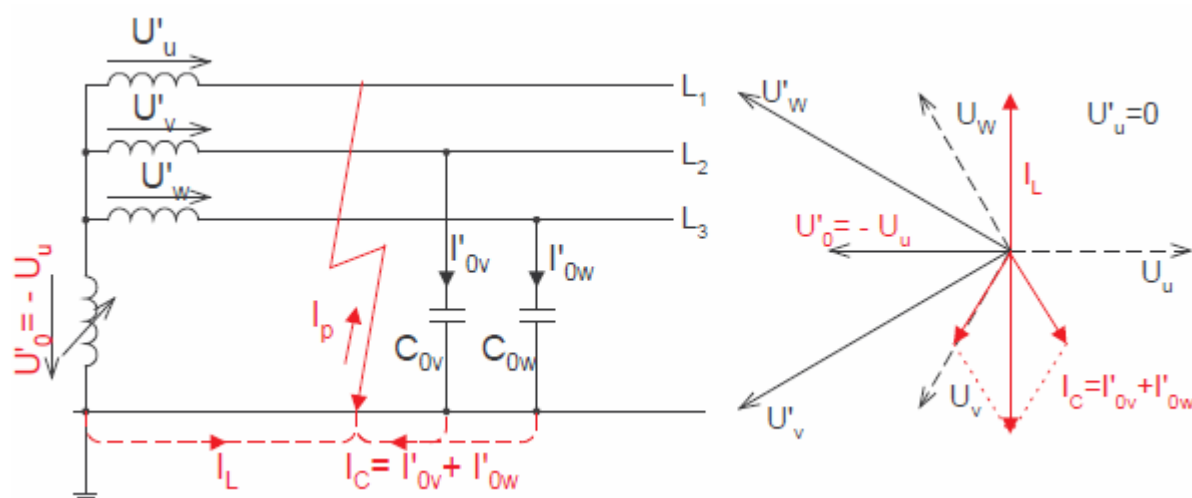 U'u
L1
U'v
L2
U'w
L3
U'0= - Uu
Ip
I'0v
I'0w
C0v
C0w
IL
IC= I'0v+ I'0w
U'W
UW
U'u=0
IL
U'0= - Uu
Uu
Uv
IC=I'0v+I'0w
U'v